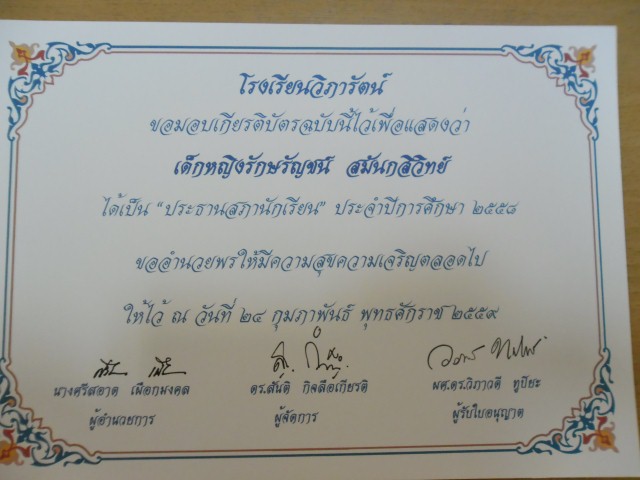 โรงเรียนวิภารัตน์
ขอมอบเกียรติบัตรฉบับนี้ไว้เพื่อแสดงว่า
เด็กหญิงรักษรัญชน์ สมันกสิวิทย์
ได้เป็น “ประธานสภานักเรียน” ประจำปีการศึกษา ๒๕๕๘
ขออำนวยพรให้มีความสุขความเจริญตลอดไป
ให้ไว้ ณ วันที่ ๒๔ กุมภาพันธ์ พุทธศักราช ๒๕๕๙
นางศรีสอาด เผือกมงคล ดร.สันติ กิจลือเกียรติ ผศ.ดร.วิภาวดี ทูปิยะ
ผู้อำนวยการ ผู้จัดการ ผู้รับใบอนุญาต